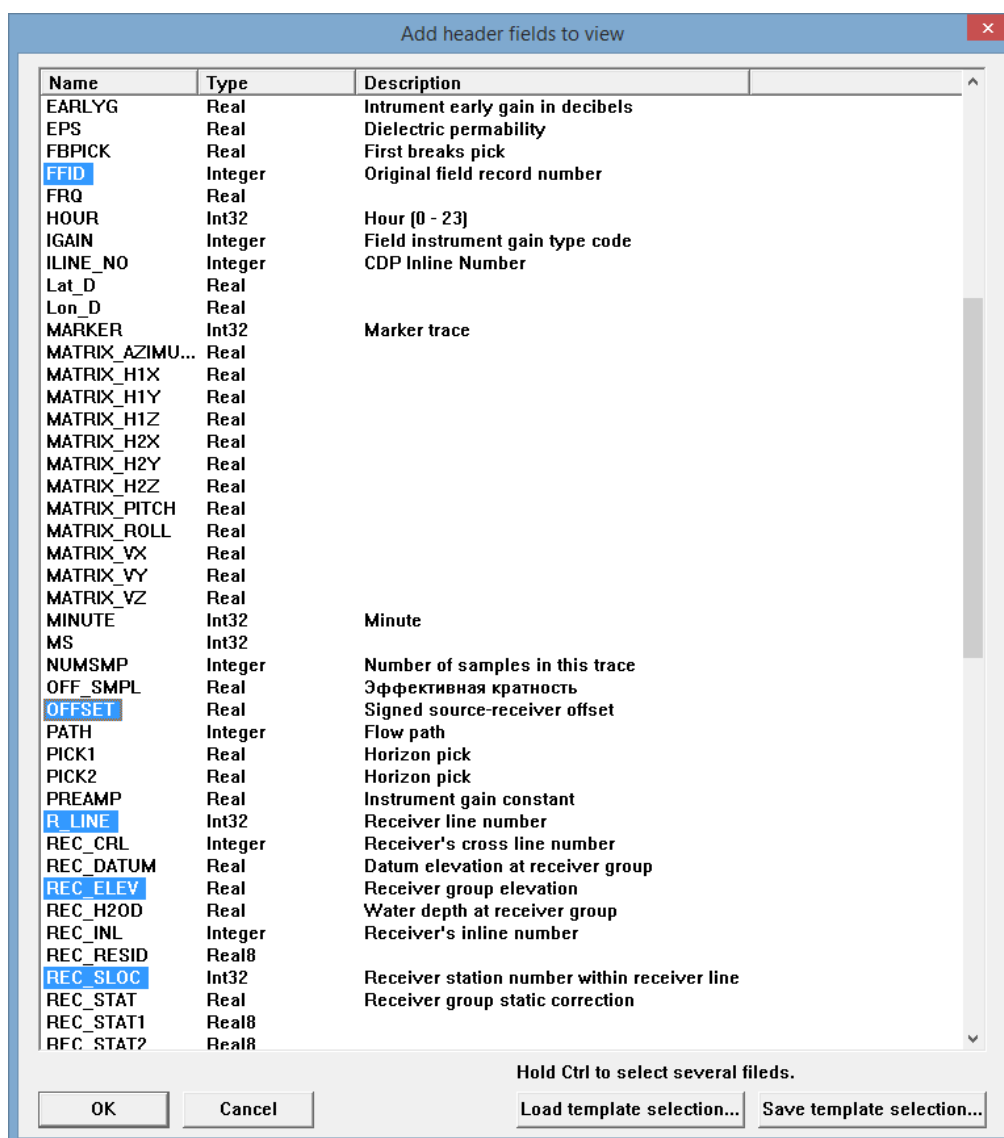 Add header fields to view
Name Type Description
EARLYG Real Intrument early gain in decibels
EPS Real Dielectric permability
FBPICK Real First breaks pick
FFID Integer Original field record number
FRQ Real
HOUR Int32 Hour (0 - 23)
IGAIN Integer Field instrument gain type code
ILINE_NO Integer CDP Inline Number
Lat_D Real
Lon_D Real
MARKER Int32 Marker trace
MATRIX_AZIMU... Real
MATRIX_H1X Real
MATRIX_H1Y Real
MATRIX_H1Z Real
MATRIX_H2X Real
MATRIX_H2Y Real
MATRIX_H2Z Real
MATRIX_PITCH Real
MATRIX_ROLL Real
MATRIX_VX Real
MATRIX_VY Real
MATRIX_VZ Real
MINUTE Int32 Minute
MS Int32
NUMSMP Integer Number of samples in this trace
OFF_SMPL Real Эффективная кратность
OFFSET Real Signed source-receiver offset
PATH Integer Flow path
PICK1 Real Horizon pick
PICK2 Real Horizon pick
PREAMP Real Instrument gain constant
R_LINE Int32 Receiver line number
REC_CRL Integer Receiver's cross line number
REC_DATUM Real Datum elevation at receiver group
REC_ELEV Real Receiver group elevation
REC_H2OD Real Water depth at receiver group
REC_INL Integer Receiver's inline number
REC_RESID Real8
REC_SLOC Int32 Receiver station number within receiver line
REC_STAT Real Receiver group static correction
REC_STAT1 Real8
REC_STAT2 Real8
Hold Ctrl to select several fileds.
OK Cancel Load template selection... Save template selection...